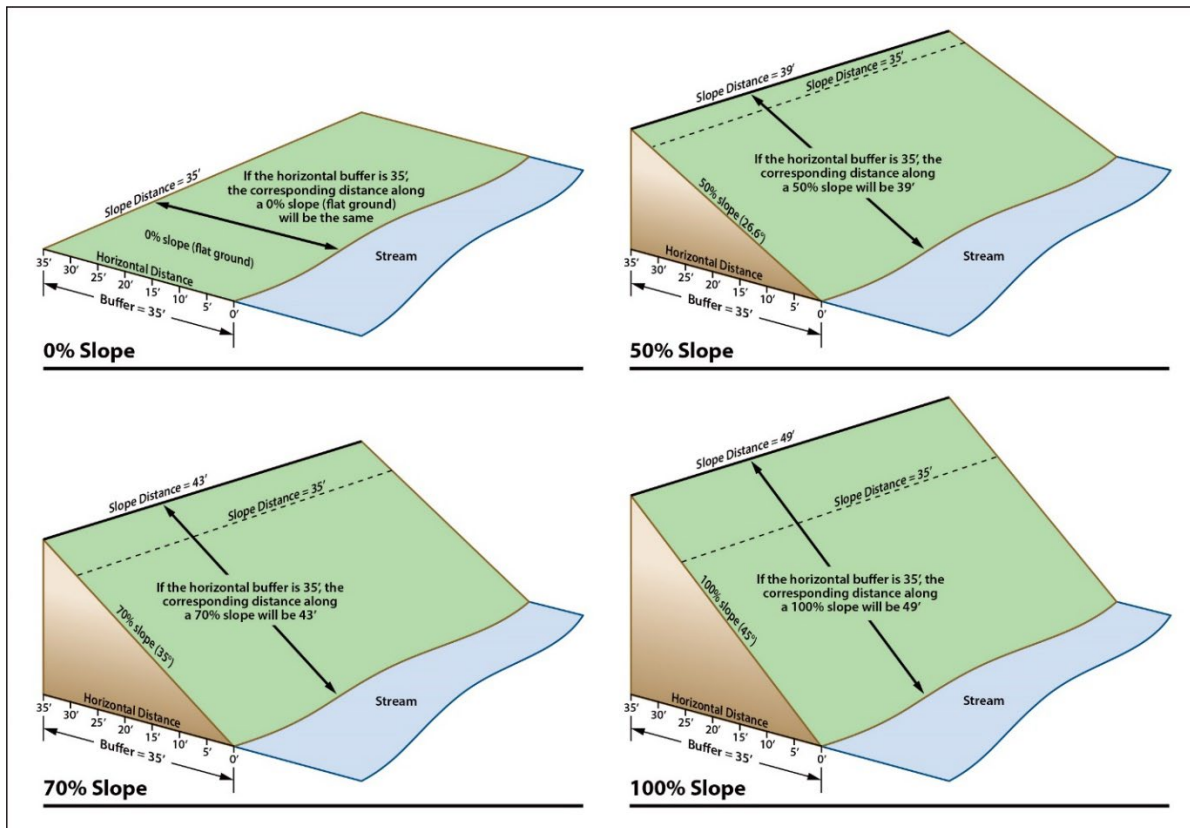 Slope Distance = 35'
If the horizontal buffer is 35',
the corresponding distance along
a 0% slope (flat ground)
will be the same
0% slope (flat ground)
Stream
Horizontal Distance
35' 30' 25' 20' 15' 10' 5' 0'
Buffer = 35'
0% Slope
Slope Distance = 39'
Slope Distance = 35'
If the horizontal buffer is 35', the
corresponding distance along
a 50% slope will be 39'
50% slope (26.6°)
Stream
Horizontal Distance
35' 30' 25' 20' 15' 10' 5' 0'
Buffer = 35'
50% Slope
Slope Distance = 43'
Slope Distance = 35'
If the horizontal buffer is 35', the
corresponding distance along
a 70% slope will be 43'
70% slope (35°)
Stream
Horizontal Distance
35' 30' 25' 20' 15' 10' 5' 0'
Buffer = 35'
70% Slope
Slope Distance = 49'
Slope Distance = 35'
If the horizontal buffer is 35', the
corresponding distance along
a 100% slope will be 49'
100% slope (45°)
Stream
Horizontal Distance
35' 30' 25' 20' 15' 10' 5' 0'
Buffer = 35'
100% Slope